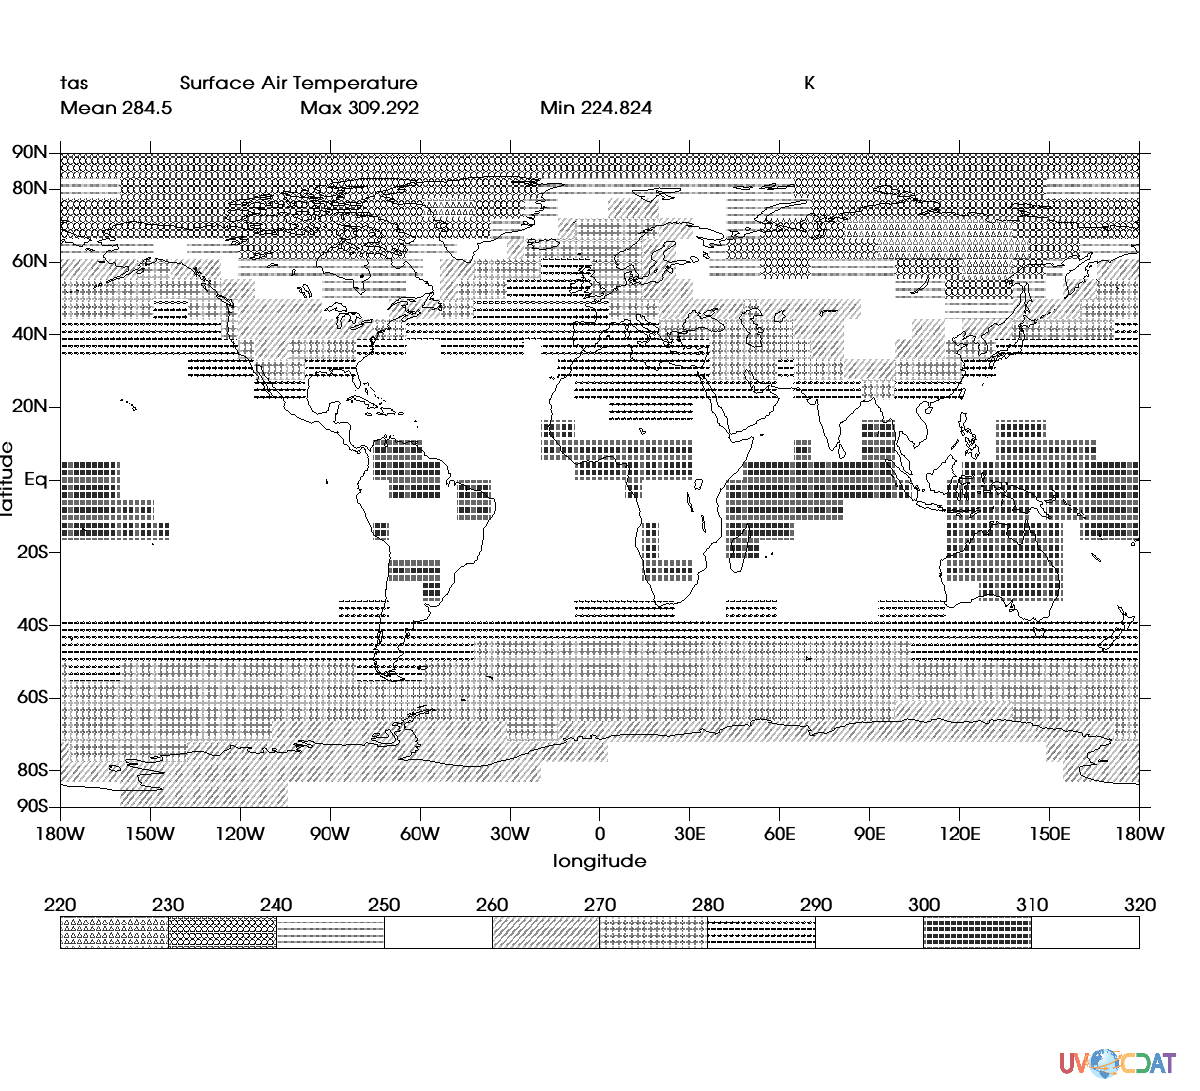 tas Surface Air Temperature K
Mean 284.5 Max 309.292 Min 224.824
90N
80N
60N
40N
20N
Eq
20S
40S
60S
80S
90S
latitude
180W 150W 120W 90W 60W 30W 0 30E 60E 90E 120E 150E 180W
longitude
220 230 240 250 260 270 280 290 300 310 320
UVCDAT